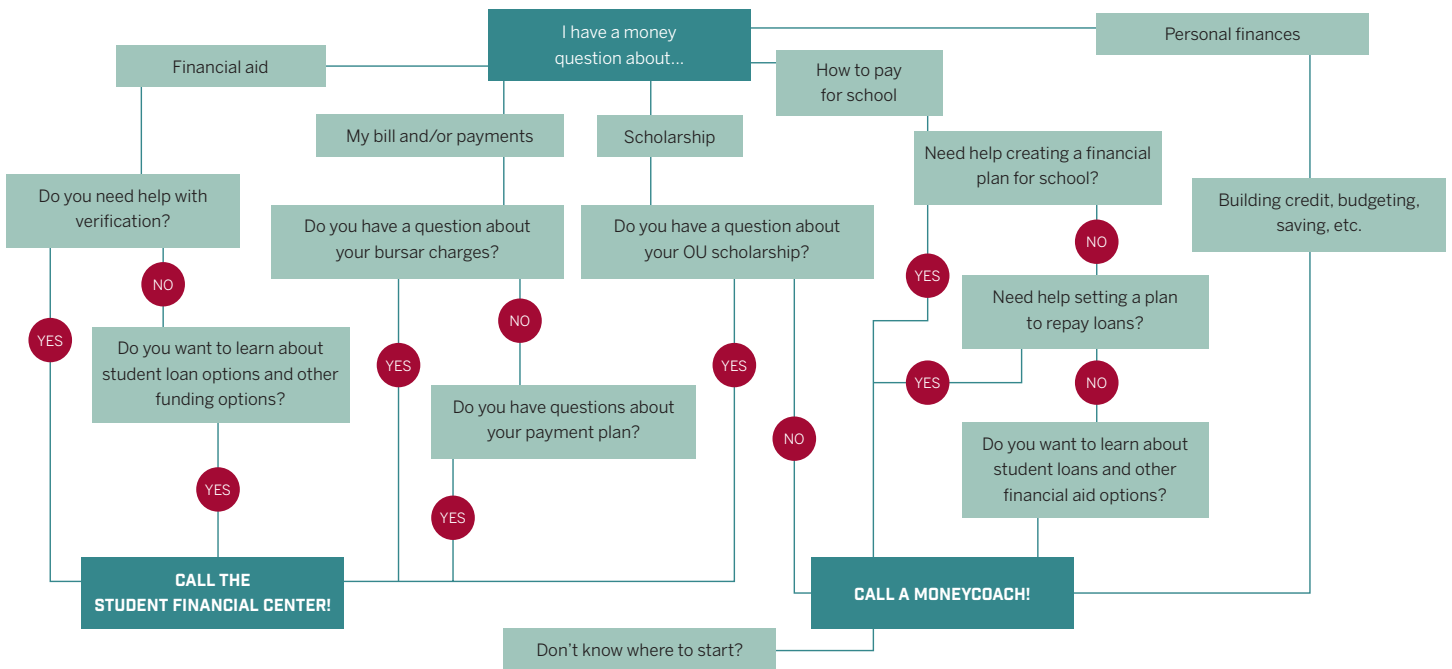 I have a money
question about...
Personal finances
Financial aid
How to pay
for school
My bill and/or payments
Scholarship
Need help creating a financial
plan for school?
Do you need help with
verification?
Building credit, budgeting,
saving, etc.
Do you have a question about
your bursar charges?
Do you have a question about
your OU scholarship?
NO
YES
NO
Need help setting a plan
to repay loans?
NO
YES
Do you want to learn about
student loan options and other
funding options?
YES
YES
YES
NO
Do you have questions about
your payment plan?
NO
Do you want to learn about
student loans and other
financial aid options?
YES
YES
CALL THE
STUDENT FINANCIAL CENTER!
CALL A MONEYCOACH!
Don't know where to start?